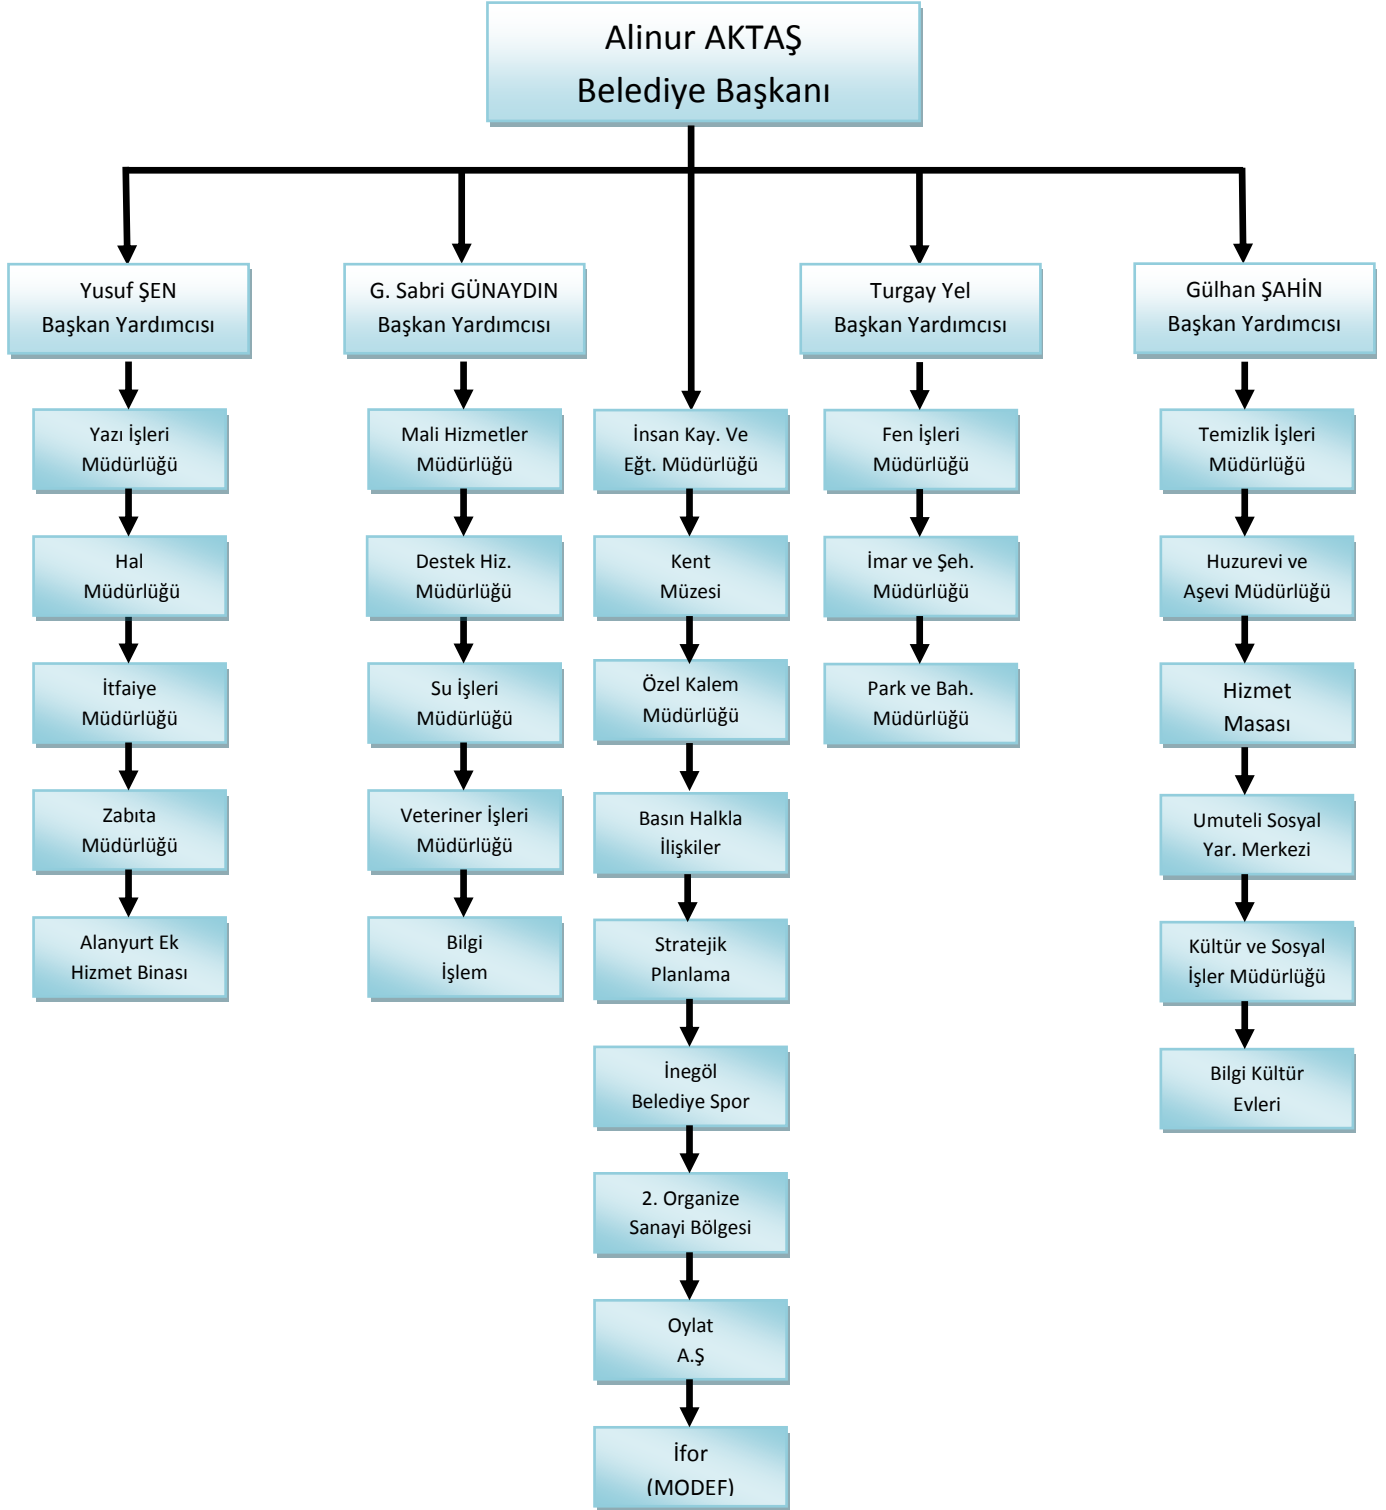 Alinur AKTAŞ
Belediye Başkanı
Yusuf ŞEN
Başkan Yardımcısı
G. Sabri GÜNAYDIN
Başkan Yardımcısı
Turgay Yel
Başkan Yardımcısı
Gülhan ŞAHİN
Başkan Yardımcısı
Yazı İşleri
Müdürlüğü
Mali Hizmetler
Müdürlüğü
İnsan Kay. Ve
Eğt. Müdürlüğü
Fen İşleri
Müdürlüğü
Temizlik İşleri
Müdürlüğü
Hal
Müdürlüğü
Destek Hiz.
Müdürlüğü
Kent
Müzesi
İmar ve Şeh.
Müdürlüğü
Huzurevi ve
Aşevi Müdürlüğü
İtfaiye
Müdürlüğü
Su İşleri
Müdürlüğü
Özel Kalem
Müdürlüğü
Park ve Bah.
Müdürlüğü
Hizmet
Masası
Zabıta
Müdürlüğü
Veteriner İşleri
Müdürlüğü
Basın Halkla
İlişkiler
Umuteli Sosyal
Yar. Merkezi
Alanyurt Ek
Hizmet Binası
Bilgi
İşlem
Stratejik
Planlama
Kültür ve Sosyal
İşler Müdürlüğü
İnegöl
Belediye Spor
Bilgi Kültür
Evleri
2. Organize
Sanayi Bölgesi
Oylat
A.Ş
İfor
(MODEF)